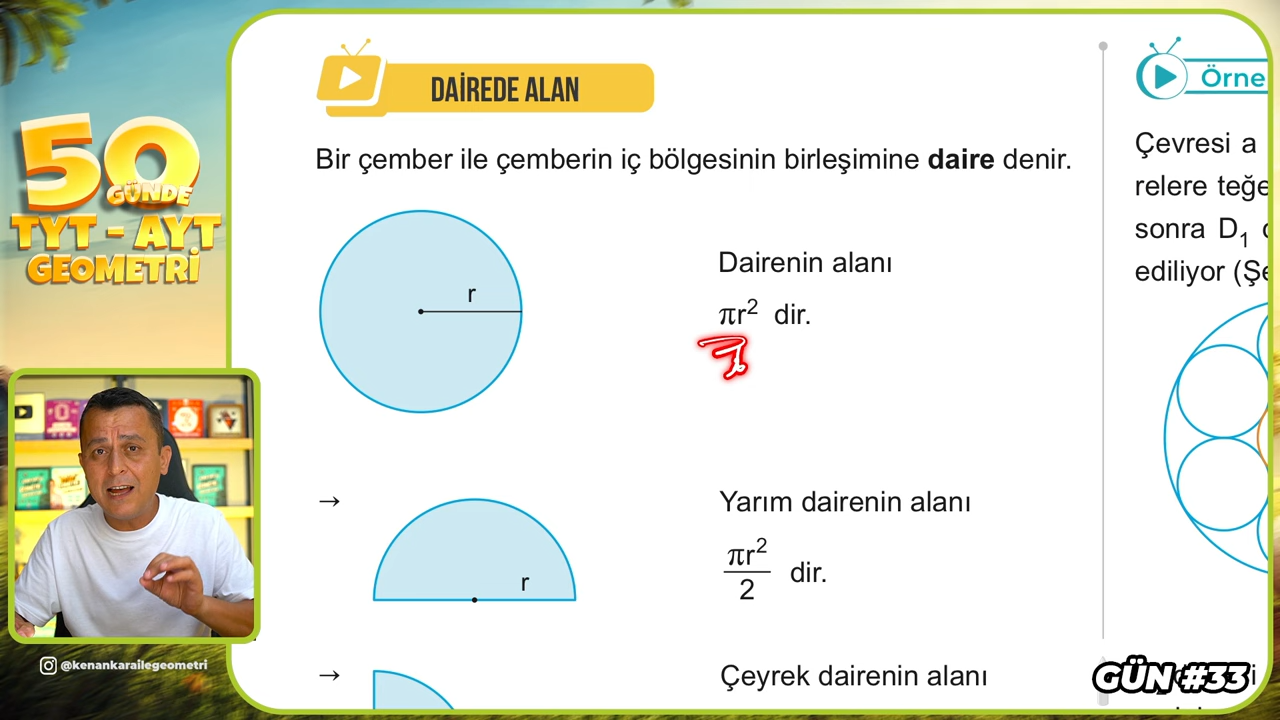 50
GÜNDE
TYT - AYT
GEOMETRİ
@kenankarailegeometri
DAİREDE ALAN
Bir çember ile çemberin iç bölgesinin birleşimine daire denir.
r
Dairenin alanı
πr² dir.
→
r
Yarım dairenin alanı
πr²
2
dir.
→
Çeyrek dairenin alanı
Örne
Çevresi a
relere teğe
sonra D₁
ediliyor (Şe
GÜN #33